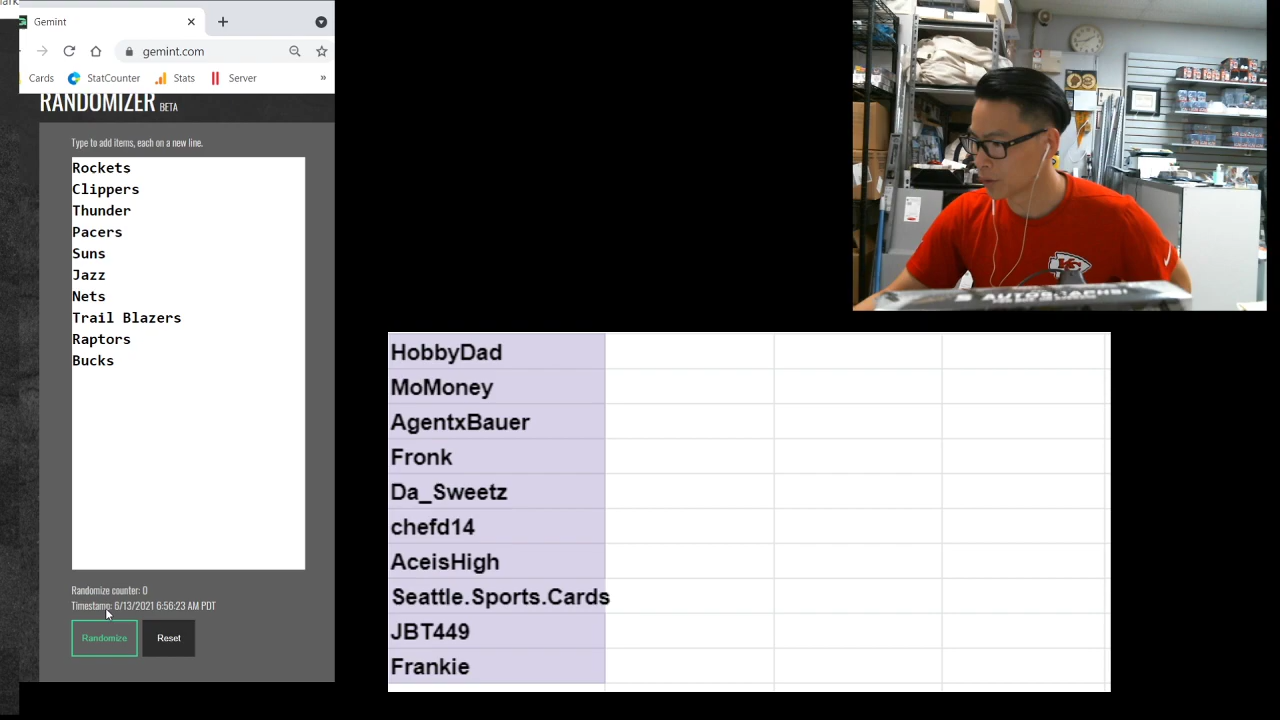 Gemint
gemint.com
Cards StatCounter Stats Server »
RANDOMIZER BETA
Type to add items, each on a new line.
Rockets
Clippers
Thunder
Pacers
Suns
Jazz
Nets
Trail Blazers
Raptors
Bucks
Randomize counter: 0
Timestamp: 6/13/2021 6:56:23 AM PDT
Randomize Reset
KC
HobbyDad
MoMoney
AgentxBauer
Fronk
Da_Sweetz
chefd14
AceisHigh
Seattle.Sports.Cards
JBT449
Frankie